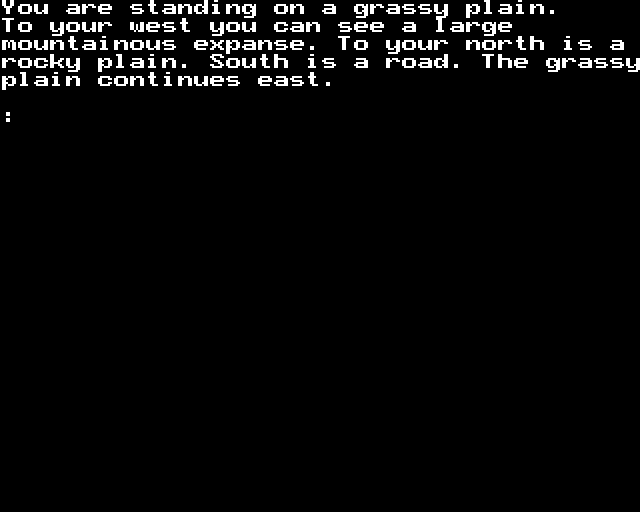 You are standing on a grassy plain.
To your west you can see a large
mountainous expanse. To your north is a
rocky plain. South is a road. The grassy
plain continues east.
: